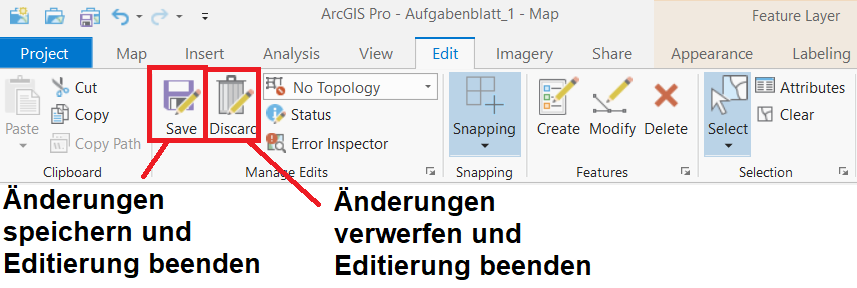 ArcGIS Pro - Aufgabenblatt_1 - Map
Feature Layer
Project Map Insert Analysis View Edit Imagery Share Appearance Labeling
Paste
Cut
Copy
Copy Path
Clipboard
Save
Discard
No Topology
Status
Error Inspector
Manage Edits
Snapping
Snapping
Create
Modify
Delete
Features
Select
Attributes
Clear
Selection
Änderungen
speichern und
Editierung beenden
Änderungen
verwerfen und
Editierung beenden